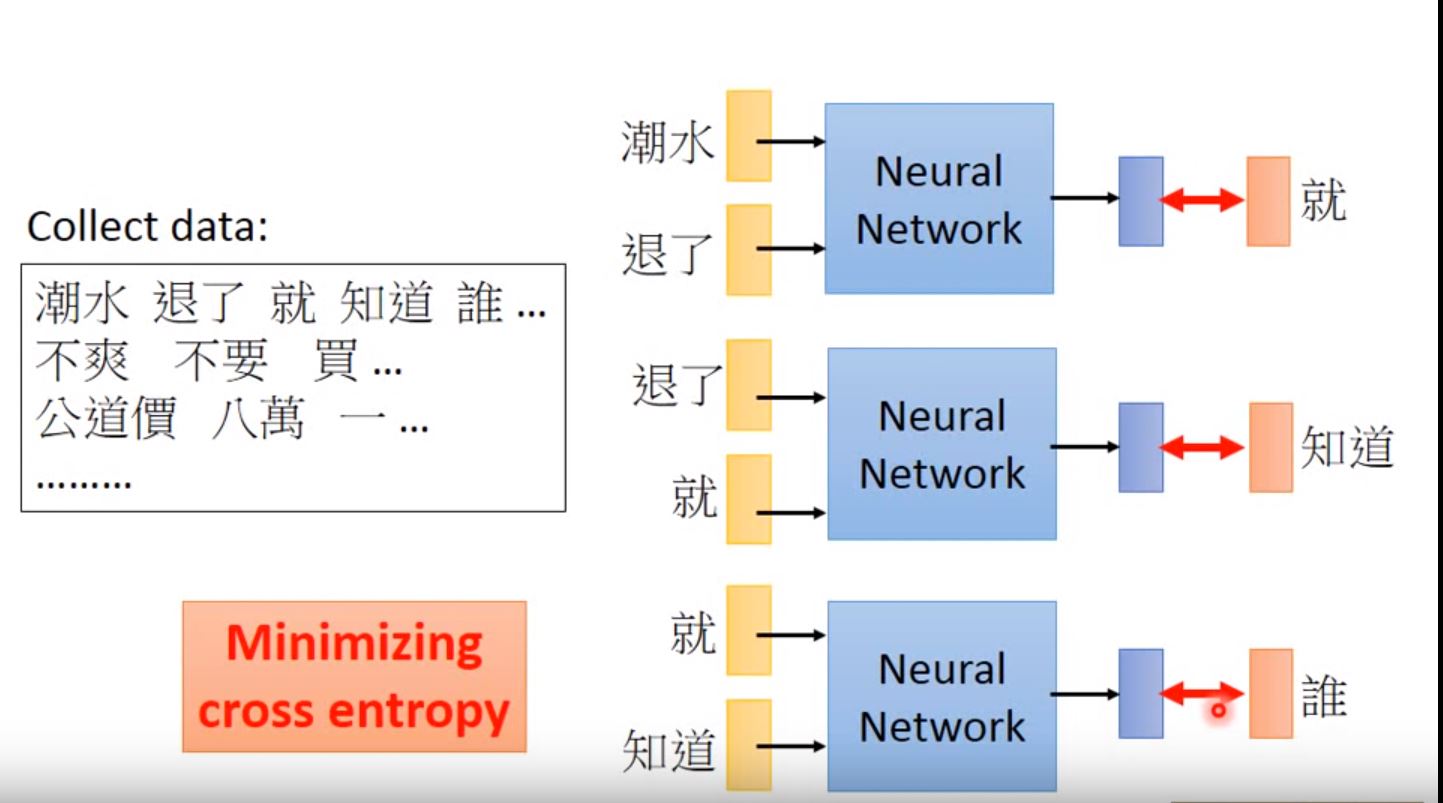 Collect data:
潮水 退了 就 知道 誰 ...
不爽 不要 買 ...
公道價 八萬 一 ...
………
Minimizing
cross entropy
潮水
退了
Neural
Network
就
退了
就
Neural
Network
知道
就
知道
Neural
Network
誰